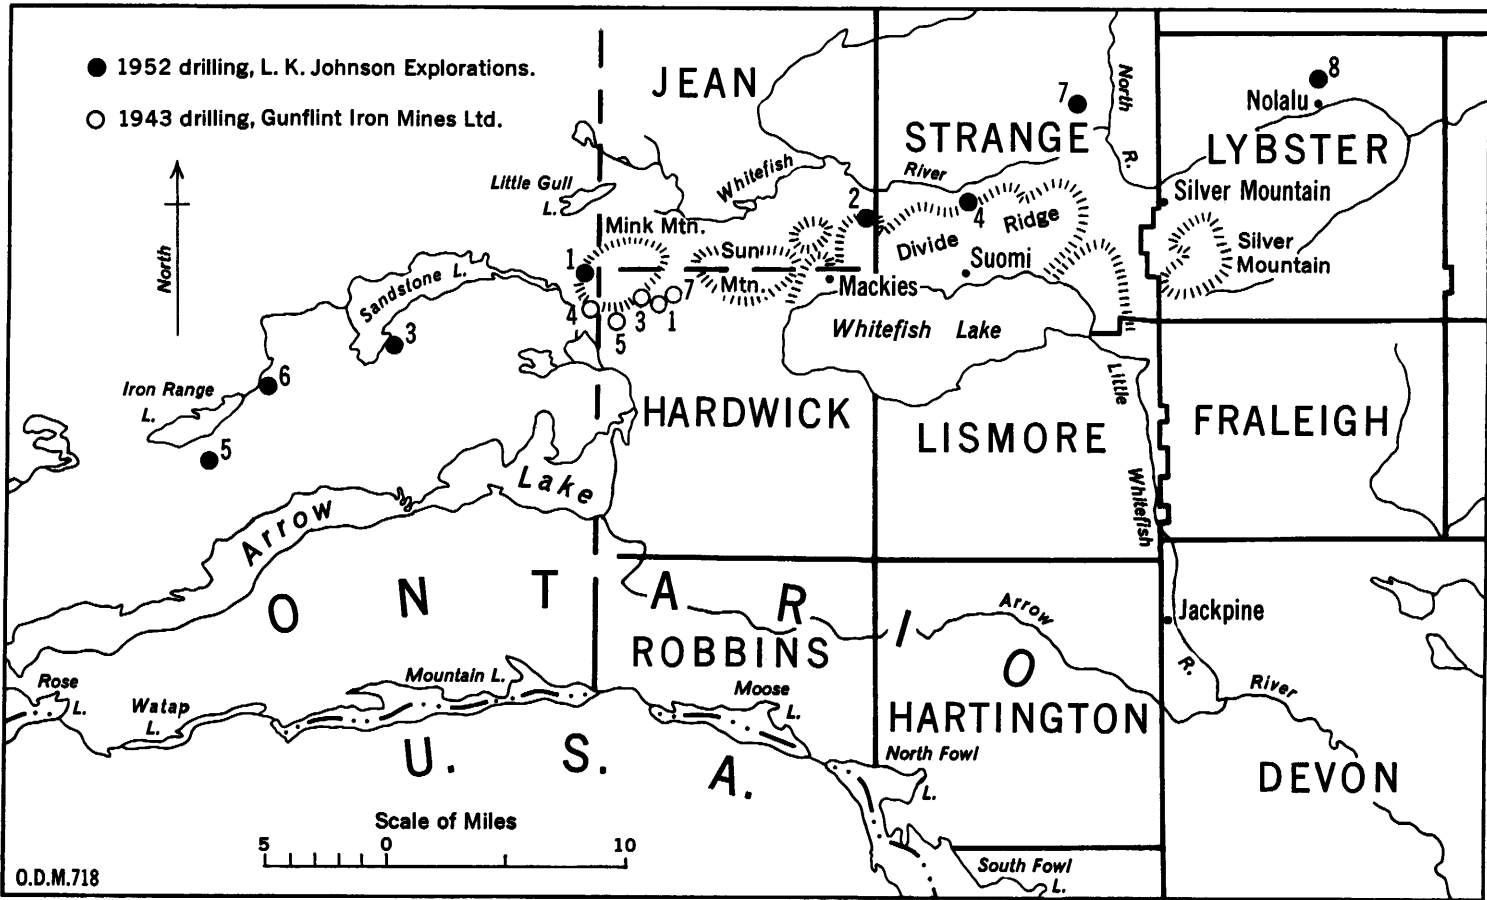 1952 drilling, L. K. Johnson Explorations.
1943 drilling, Gunflint Iron Mines Ltd.
North
JEAN
STRANGE
LYBSTER
7
North
R.
8
Nolalu
Little Gull
L.
Whitefish
River
2
4
Divide
Ridge
Suomi
Silver Mountain
Silver
Mountain
Mink Mtn.
Sun
Mtn.
Mackies
1
Sandstone L.
4
5
3
1
7
3
6
5
Iron Range
L.
Whitefish Lake
HARDWICK
LISMORE
FRALEIGH
Little
Whitefish
R.
Arrow
Lake
ONTARIO
ROBBINS
Arrow
River
Jackpine
HARTINGTON
DEVON
Rose
L.
Watap
L.
Mountain L.
Moose
L.
North Fowl
L.
South Fowl
L.
U. S. A.
Scale of Miles
5 0 10
O.D.M.718